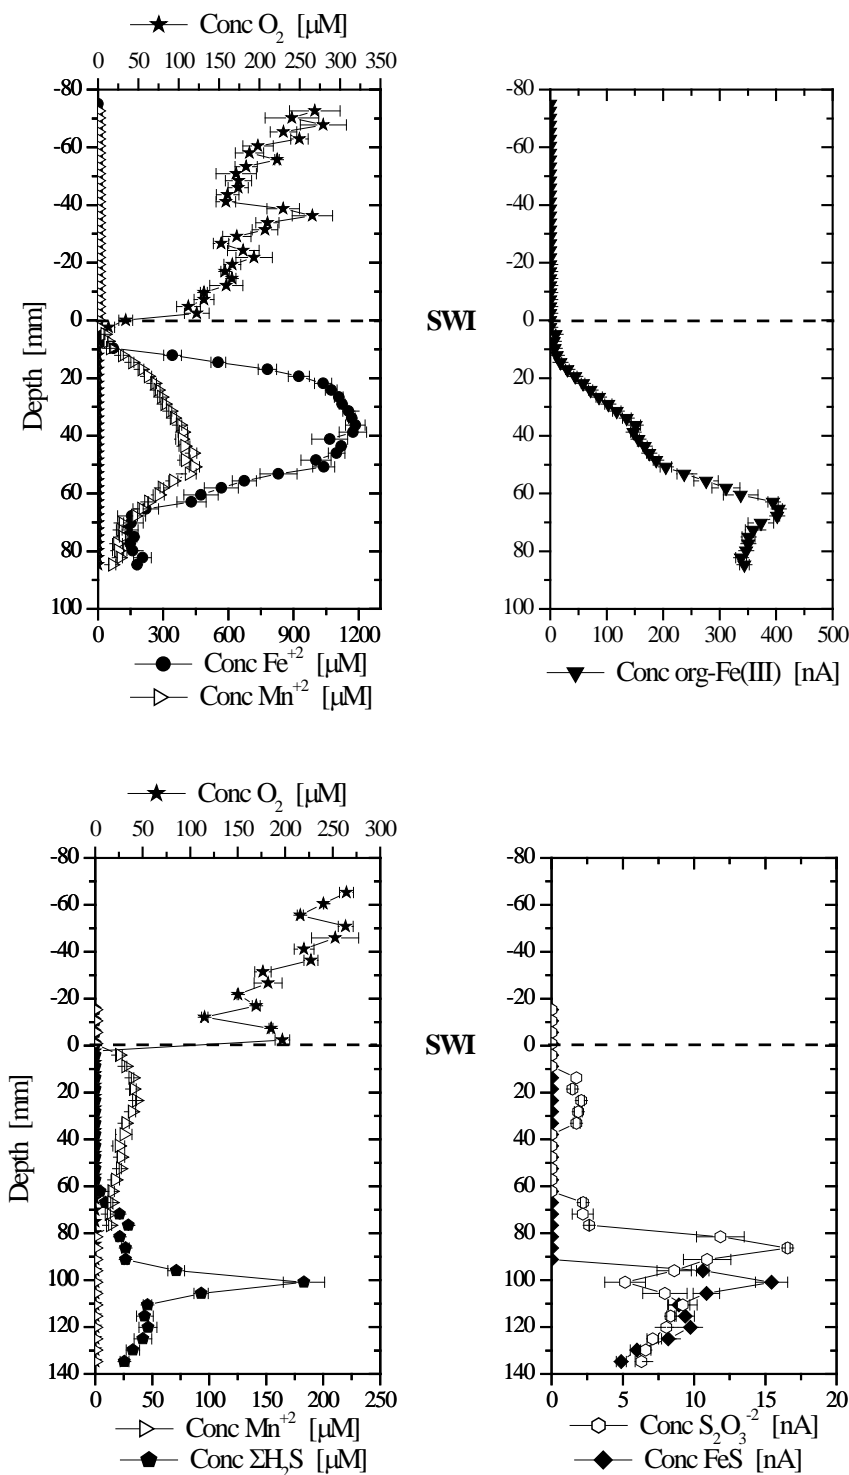 Conc O₂ [μM]
0 50 100 150 200 250 300 350
-80
-60
-40
-20
0
20
40
60
80
100
Depth [mm]
0 300 600 900 1200
Conc Fe⁺² [μM]
Conc Mn⁺² [μM]
-80
-60
-40
-20
0
20
40
60
80
100
SWI
0 100 200 300 400 500
Conc org-Fe(III) [nA]
Conc O₂ [μM]
0 50 100 150 200 250 300
-80
-60
-40
-20
0
20
40
60
80
100
120
140
Depth [mm]
0 50 100 150 200 250
Conc Mn⁺² [μM]
Conc ΣH₂S [μM]
-80
-60
-40
-20
0
20
40
60
80
100
120
140
SWI
0 5 10 15 20
Conc S₂O₃⁻² [nA]
Conc FeS [nA]